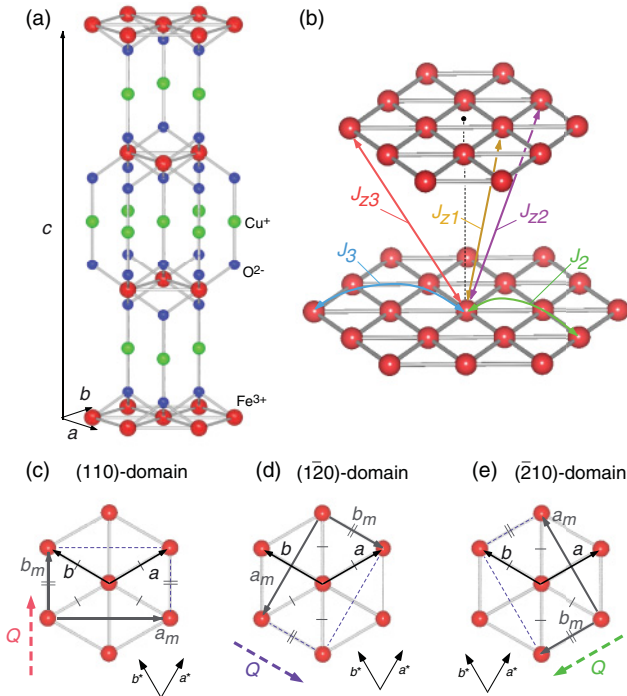 (a)
c
Cu+
O2-
Fe3+
b
a
(b)
Jz3
Jz1
Jz2
J3
J2
(c) (110)-domain
bm
b
a
am
Q
b* a*
(d) (11̄20)-domain
bm
b
a
am
Q
b* a*
(e) (2̄10)-domain
am
b
a
bm
Q
b* a*